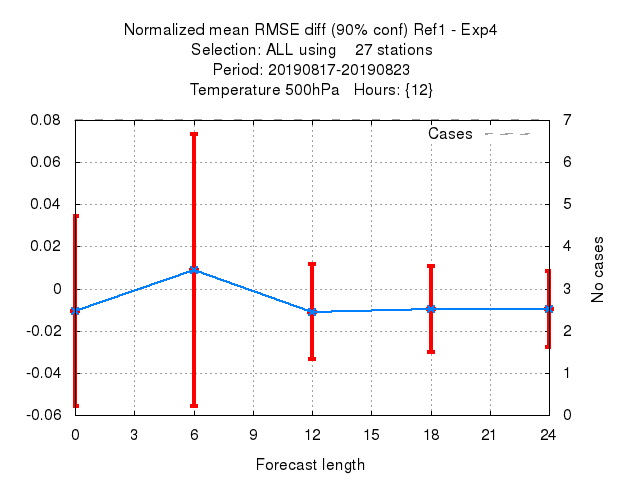 Normalized mean RMSE diff (90% conf) Ref1 - Exp4
Selection: ALL using    27 stations
Period: 20190817-20190823
Temperature 500hPa   Hours: {12}
Cases
0.08
0.06
0.04
0.02
0
-0.02
-0.04
-0.06
7
6
5
4
3
2
1
0
No cases
0 3 6 9 12 15 18 21 24
Forecast length